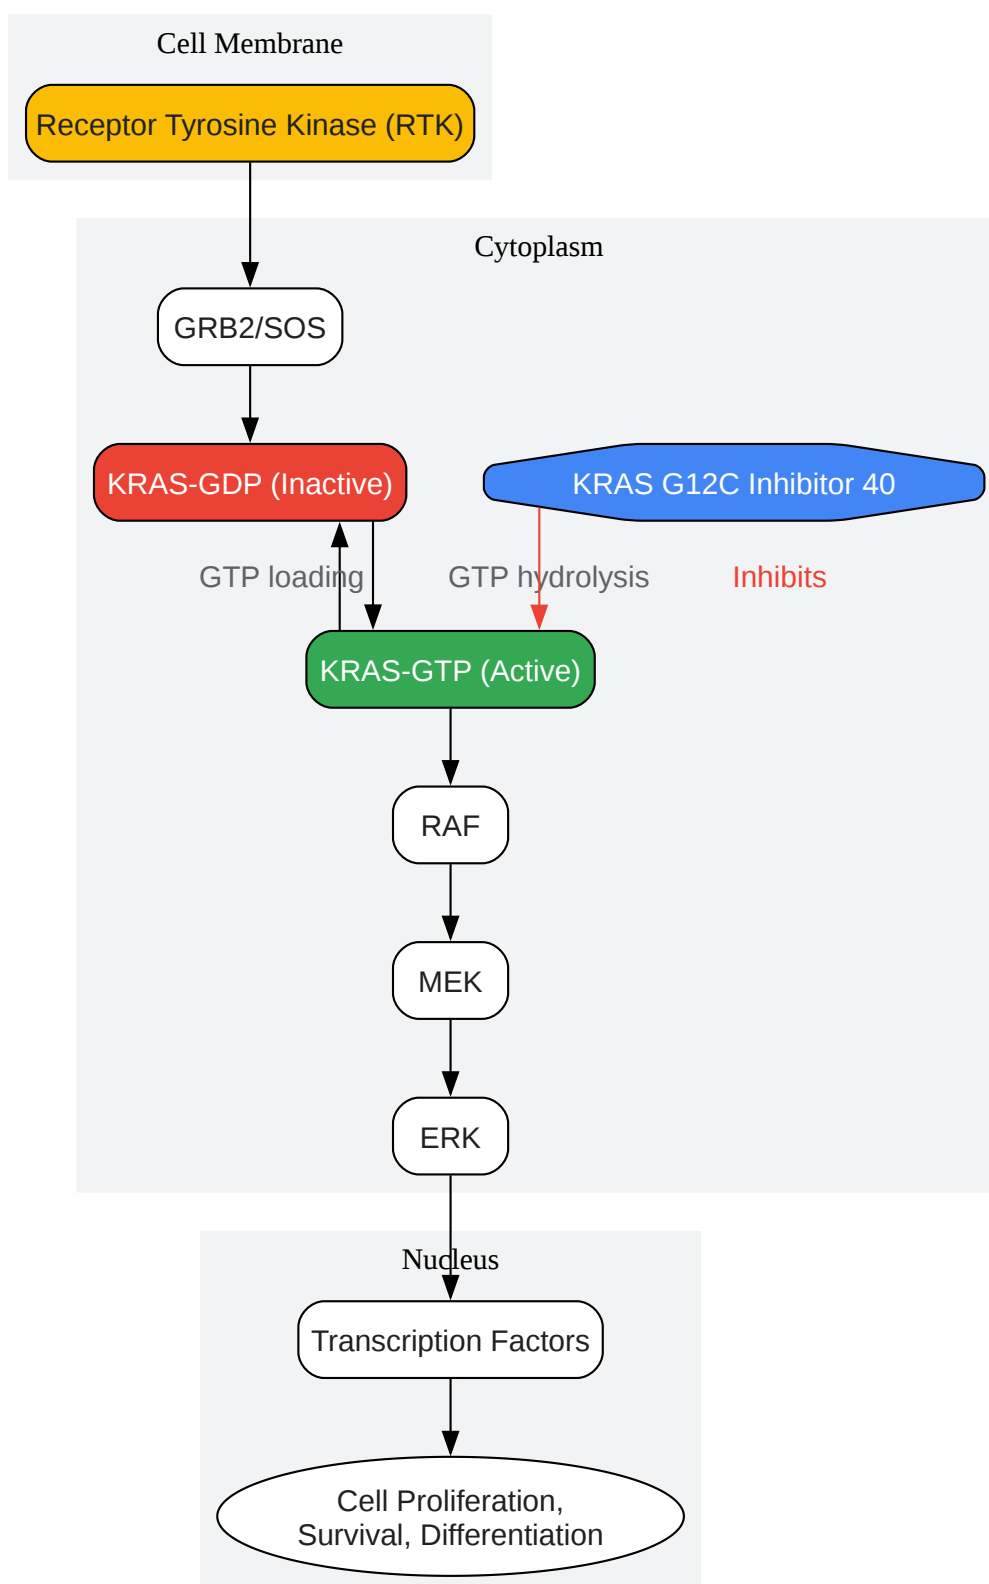 Cell Membrane
Receptor Tyrosine Kinase (RTK)
Cytoplasm
GRB2/SOS
KRAS-GDP (Inactive)
KRAS G12C Inhibitor 40
GTP loading
GTP hydrolysis
Inhibits
KRAS-GTP (Active)
RAF
MEK
ERK
Nucleus
Transcription Factors
Cell Proliferation,
Survival, Differentiation